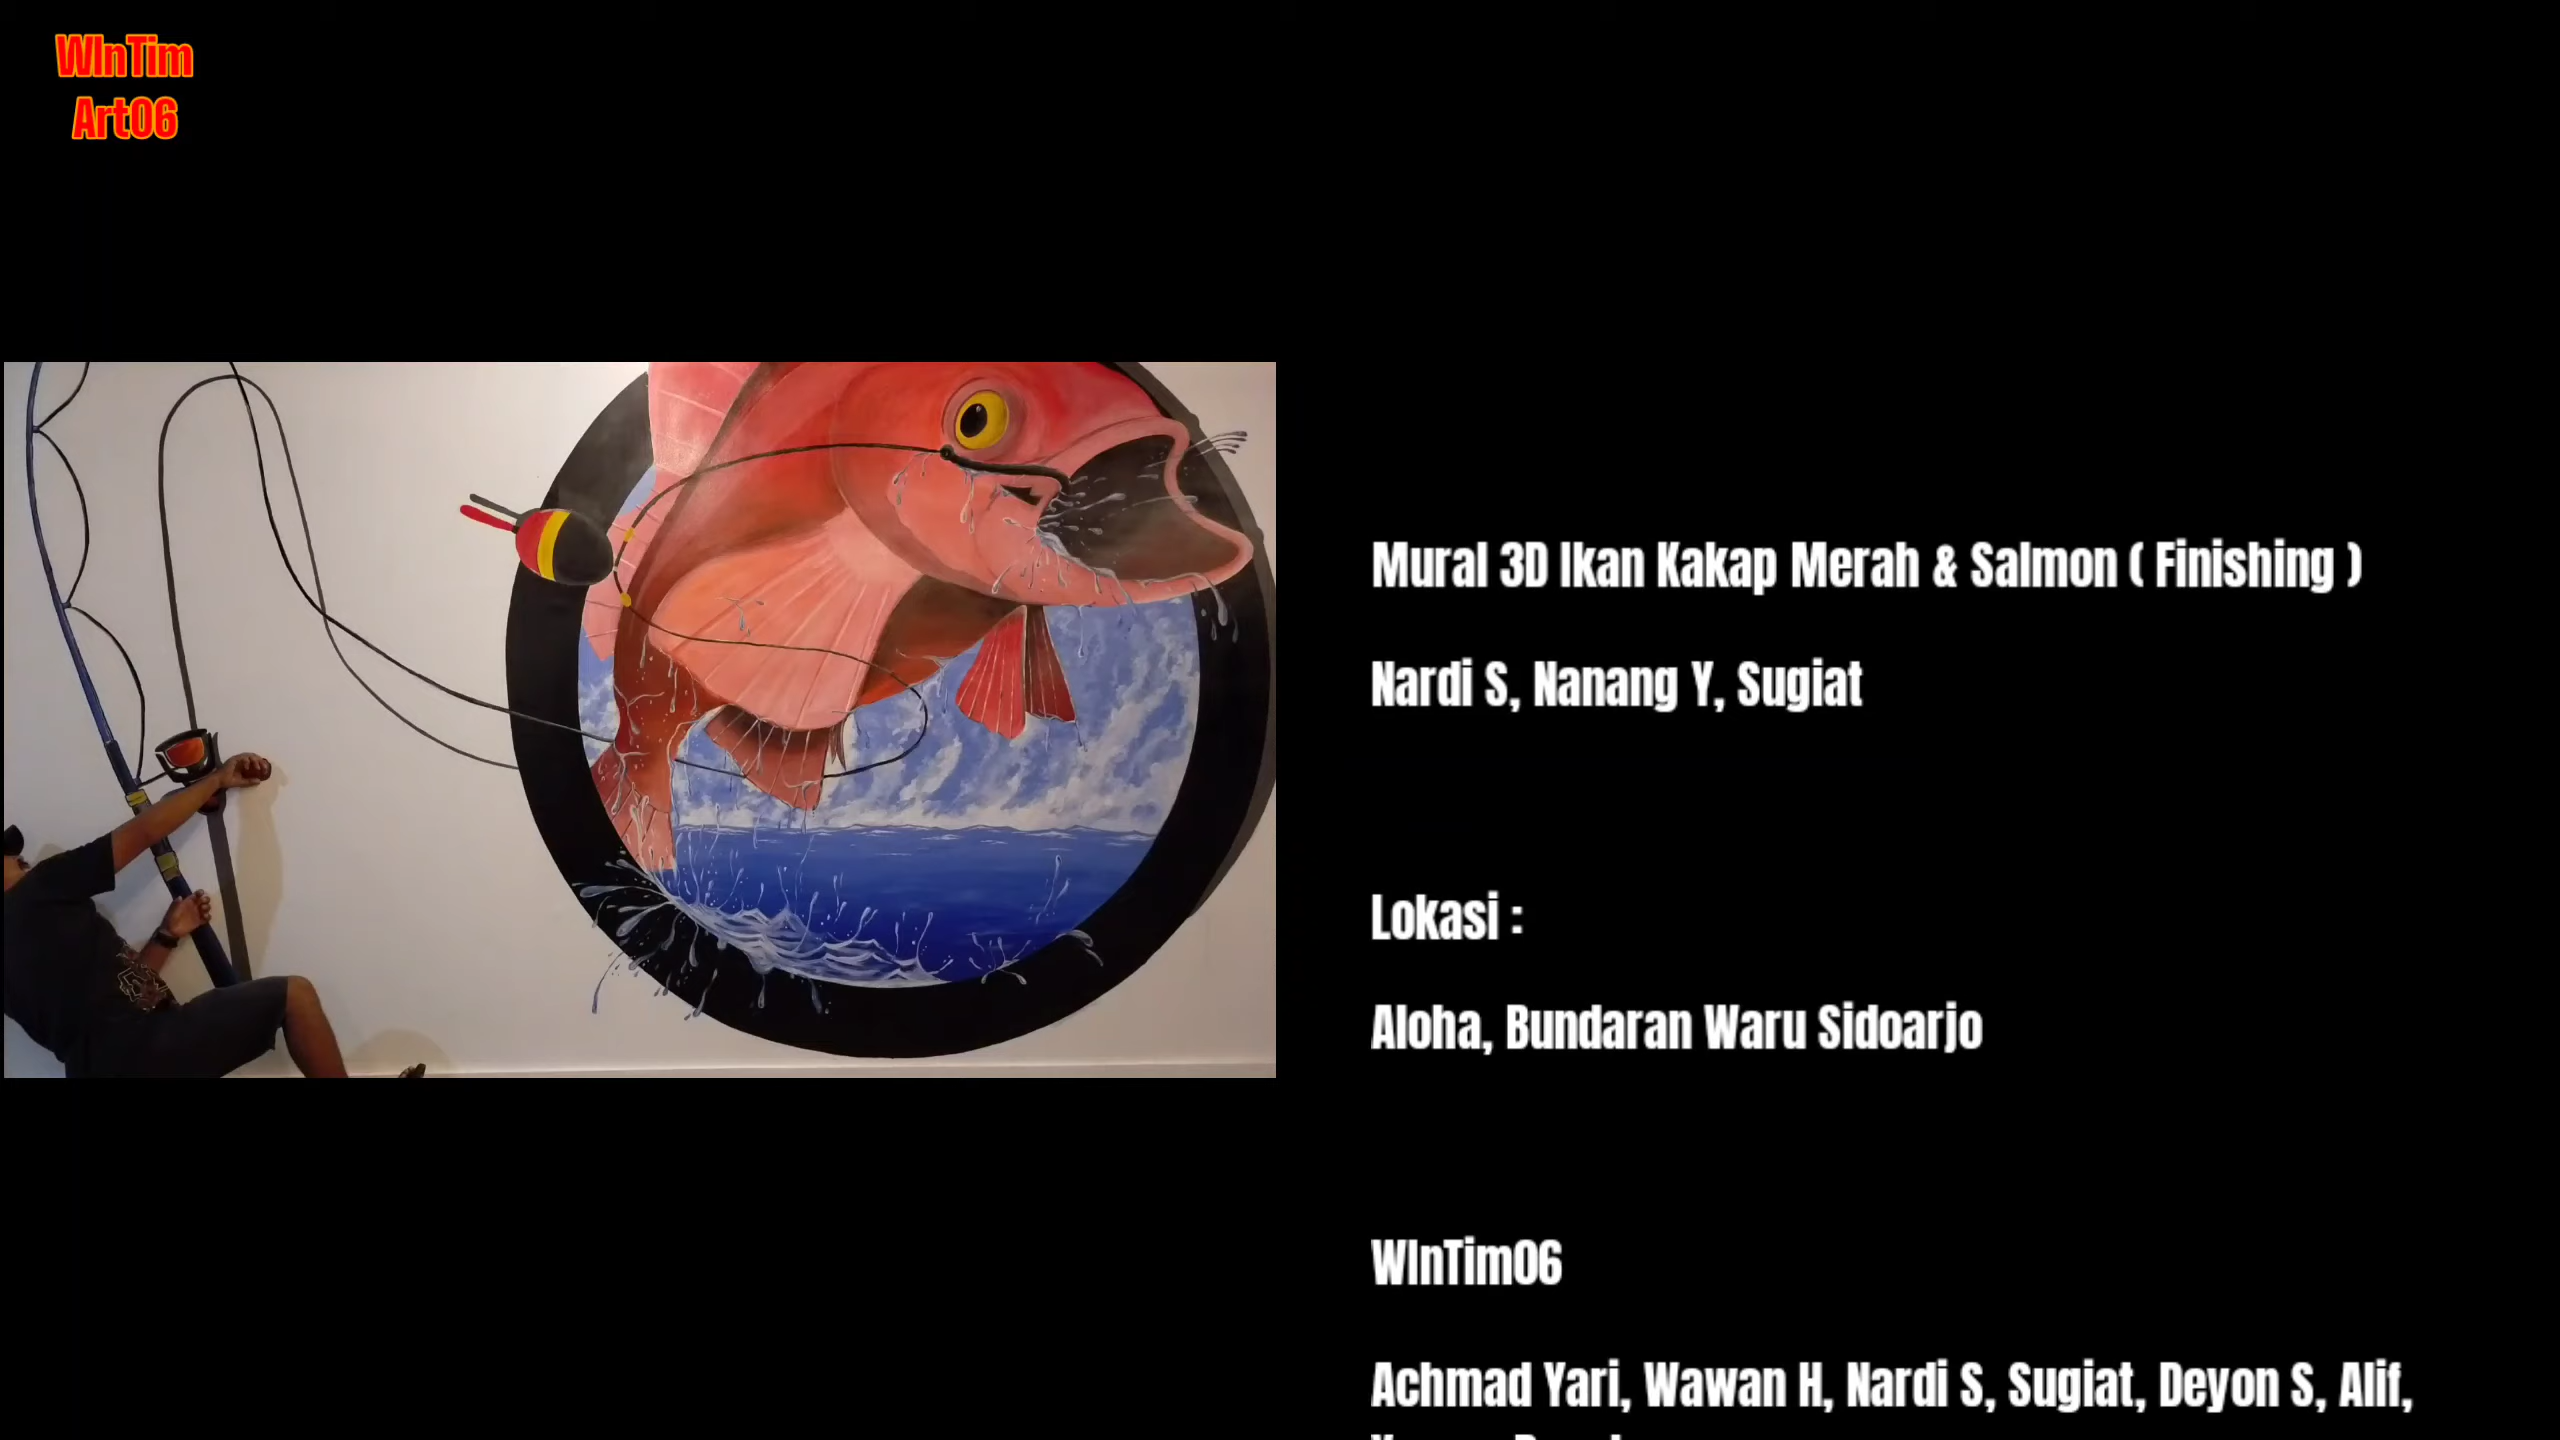 WInTim
Art06
Mural 3D Ikan Kakap Merah & Salmon ( Finishing )
Nardi S, Nanang Y, Sugiat
Lokasi :
Aloha, Bundaran Waru Sidoarjo
WInTim06
Achmad Yari, Wawan H, Nardi S, Sugiat, Deyon S, Alif,